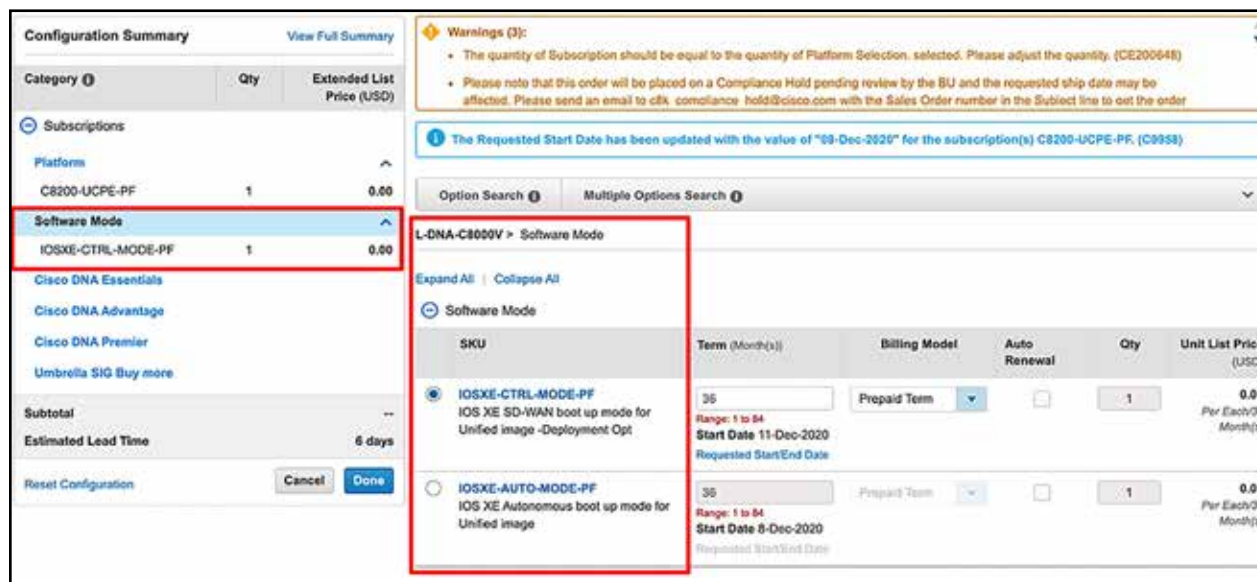 Configuration Summary View Full Summary
Category Qty Extended List
Price (USD)
Subscriptions
Platform
C8200-UCPE-PF 1 0.00
Software Mode
IOSXE-CTRL-MODE-PF 1 0.00
Cisco DNA Essentials
Cisco DNA Advantage
Cisco DNA Premier
Umbrella SIG Buy more
Subtotal --
Estimated Lead Time 6 days
Reset Configuration Cancel Done
Warnings (3):
• The quantity of Subscription should be equal to the quantity of Platform Selection. selected. Please adjust the quantity. (CE200648)
• Please note that this order will be placed on a Compliance Hold pending review by the BU and the requested ship date may be
affected. Please send an email to c8k_compliance_hold@cisco.com with the Sales Order number in the Subject line to get the order
The Requested Start Date has been updated with the value of "09-Dec-2020" for the subscription(s) C8200-UCPE-PF. (C9958)
Option Search Multiple Options Search
L-DNA-C8000V > Software Mode
Expand All | Collapse All
Software Mode
SKU Term (Month(s)) Billing Model Auto Renewal Qty Unit List Pric
(USD
IOSXE-CTRL-MODE-PF
IOS XE SD-WAN boot up mode for
Unified image -Deployment Opt
36 Prepaid Term 1 0.0
Range: 1 to 84 Per Each/3
Start Date 11-Dec-2020 Month(s
Requested Start/End Date
IOSXE-AUTO-MODE-PF
IOS XE Autonomous boot up mode for
Unified image
36 Prepaid Term 1 0.0
Range: 1 to 84 Per Each/3
Start Date 8-Dec-2020 Month(s
Requested Start/End Date